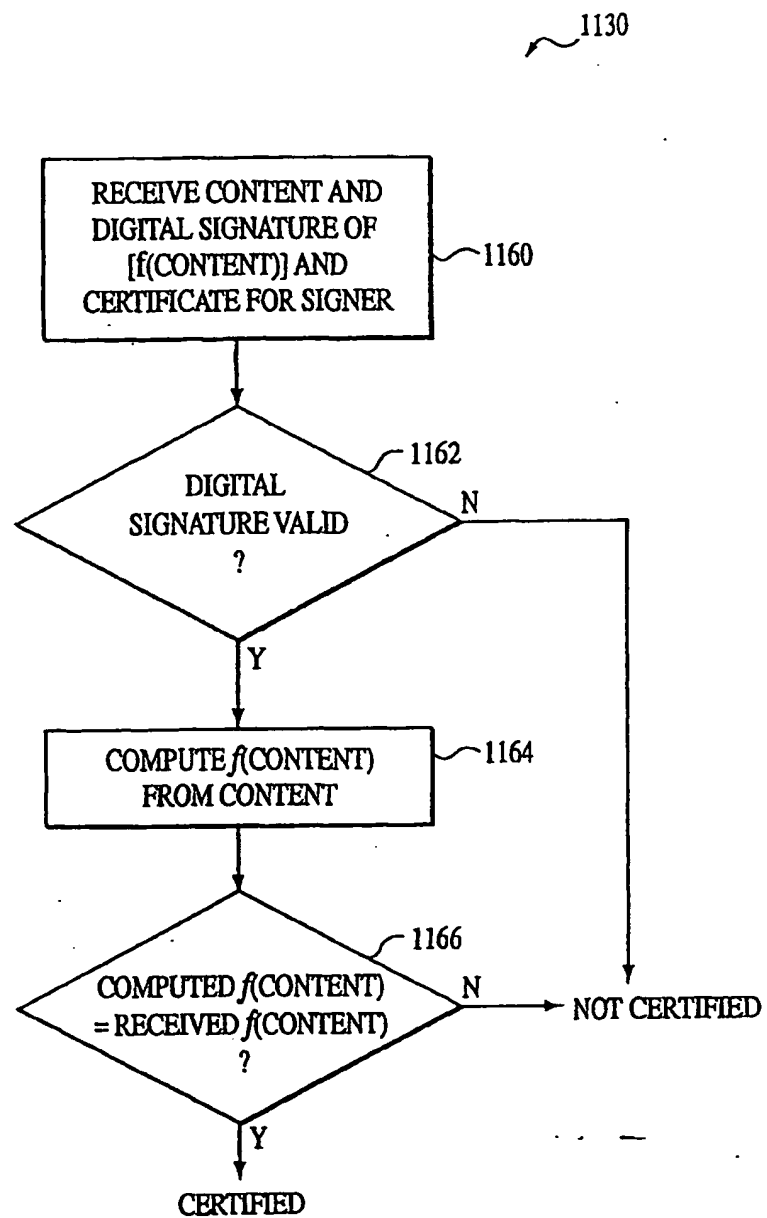 1130
RECEIVE CONTENT AND
DIGITAL SIGNATURE OF
[f(CONTENT)] AND
CERTIFICATE FOR SIGNER
1160
1162
DIGITAL
SIGNATURE VALID
?
N
Y
COMPUTE f(CONTENT)
FROM CONTENT
1164
1166
COMPUTED f(CONTENT)
= RECEIVED f(CONTENT)
?
N
NOT CERTIFIED
Y
CERTIFIED